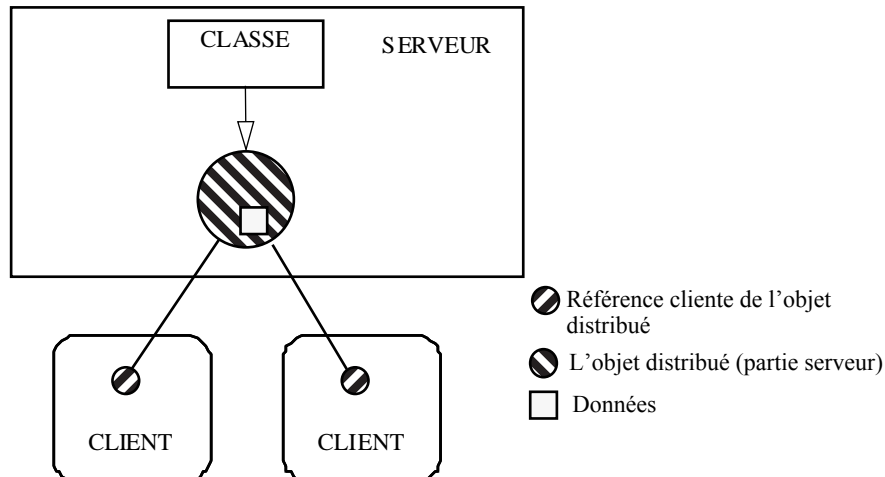 CLASSE
SERVEUR
Référence cliente de l’objet
distribué
L’objet distribué (partie serveur)
Données
CLIENT
CLIENT